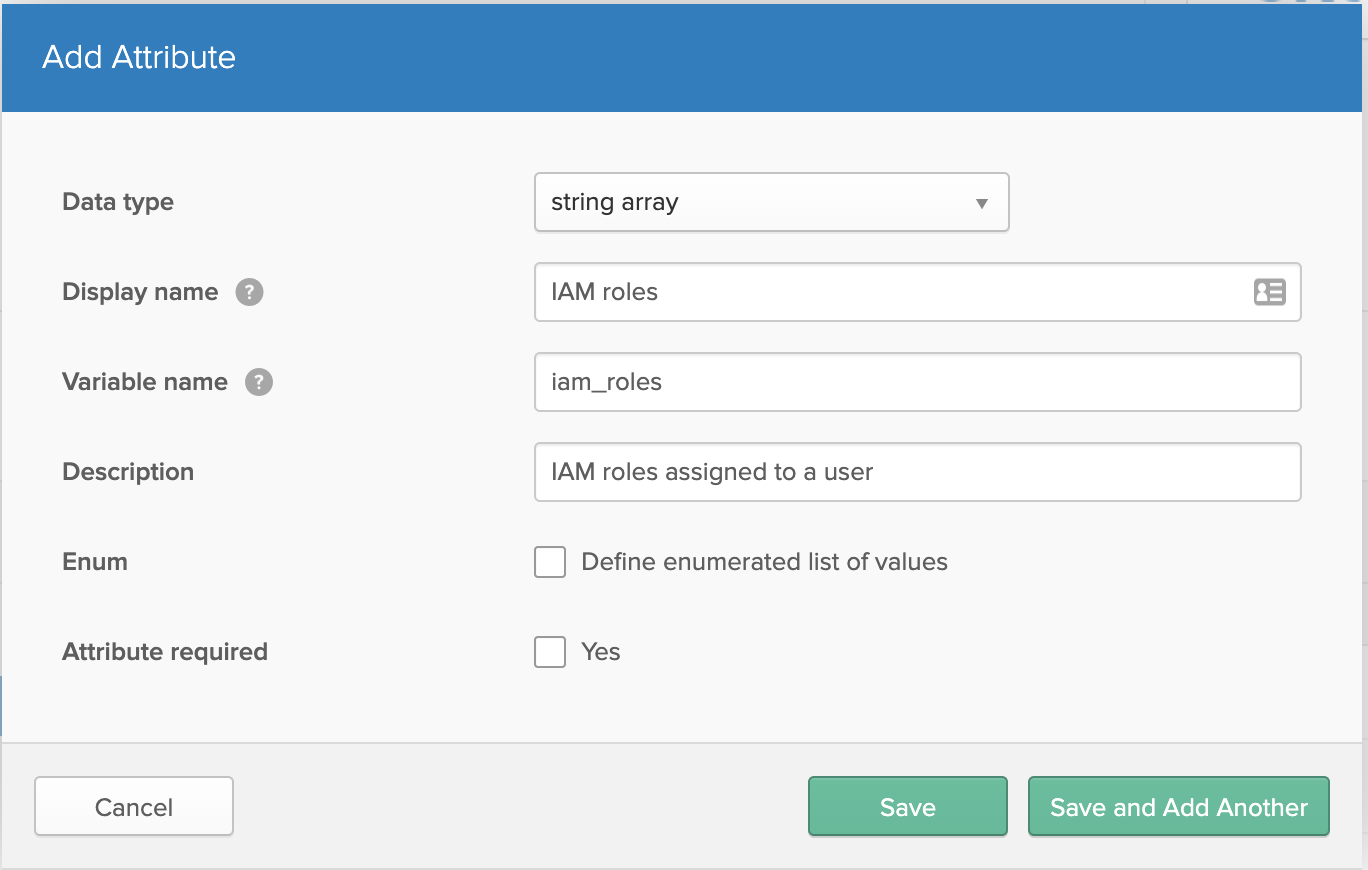 Add Attribute
Data type
string array
Display name ?
IAM roles
Variable name ?
iam_roles
Description
IAM roles assigned to a user
Enum
Define enumerated list of values
Attribute required
Yes
Cancel
Save
Save and Add Another